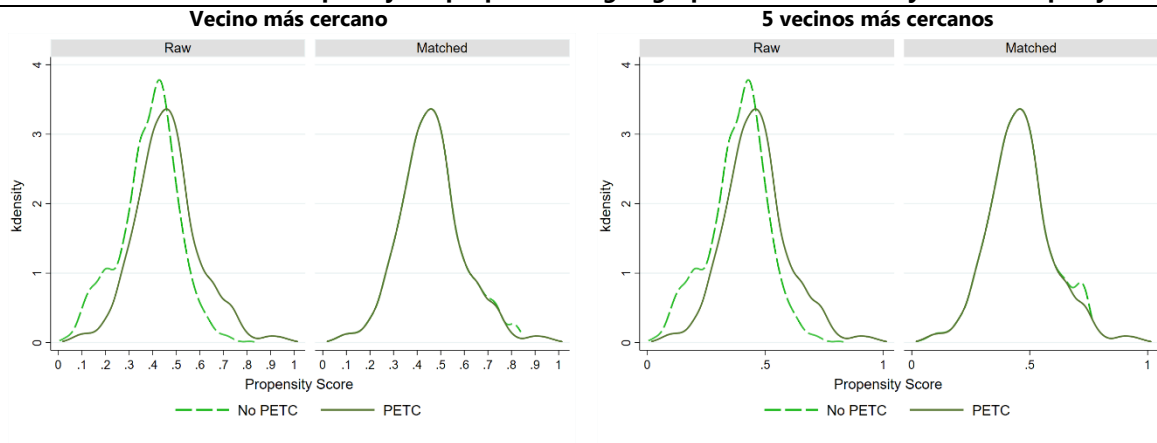 Vecino más cercano
5 vecinos más cercanos
Raw
Matched
Raw
Matched
kdensity
0 1 2 3 4
0 .1 .2 .3 .4 .5 .6 .7 .8 .9 1
0 .1 .2 .3 .4 .5 .6 .7 .8 .9 1
Propensity Score
No PETC
PETC
kdensity
0 1 2 3 4
0 .5 1
0 .5 1
Propensity Score
No PETC
PETC